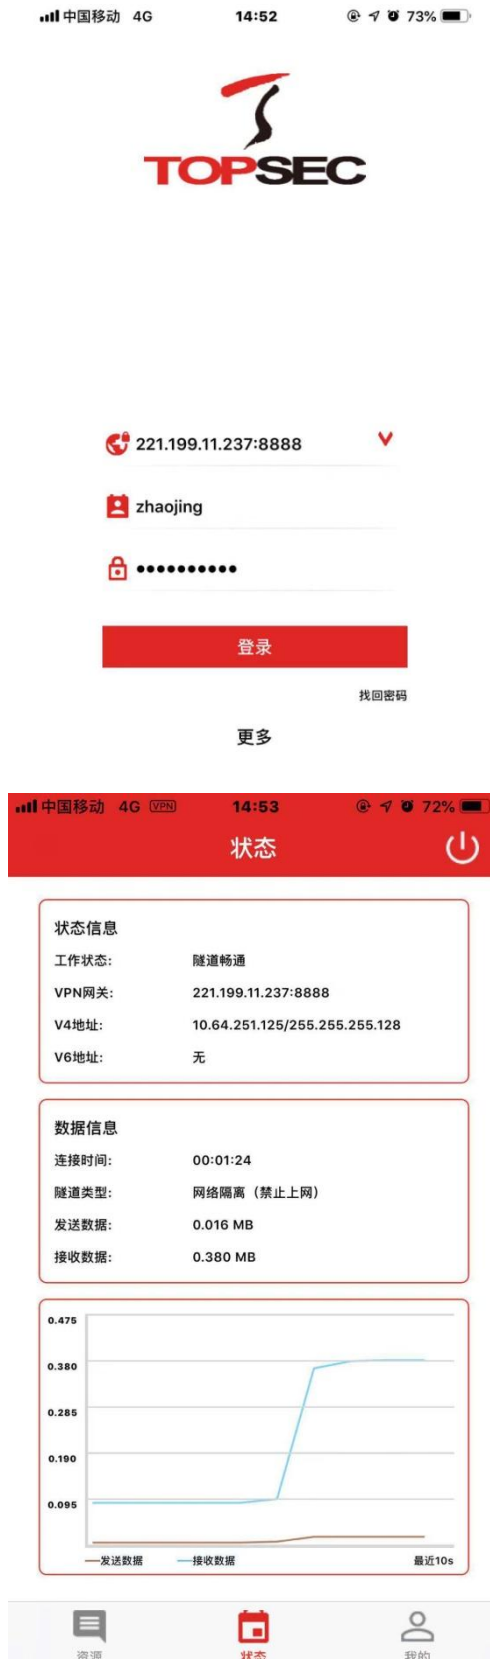 中国移动 4G 14:52 73%
TOPSEC
221.199.11.237:8888
zhaojing
••••••••••
登录
找回密码
更多
中国移动 4G VPN 14:53 72%
状态
状态信息
工作状态: 隧道畅通
VPN网关: 221.199.11.237:8888
V4地址: 10.64.251.125/255.255.255.128
V6地址: 无
数据信息
连接时间: 00:01:24
隧道类型: 网络隔离（禁止上网）
发送数据: 0.016 MB
接收数据: 0.380 MB
0.475
0.380
0.285
0.190
0.095
发送数据 接收数据 最近10s
资源 状态 我的